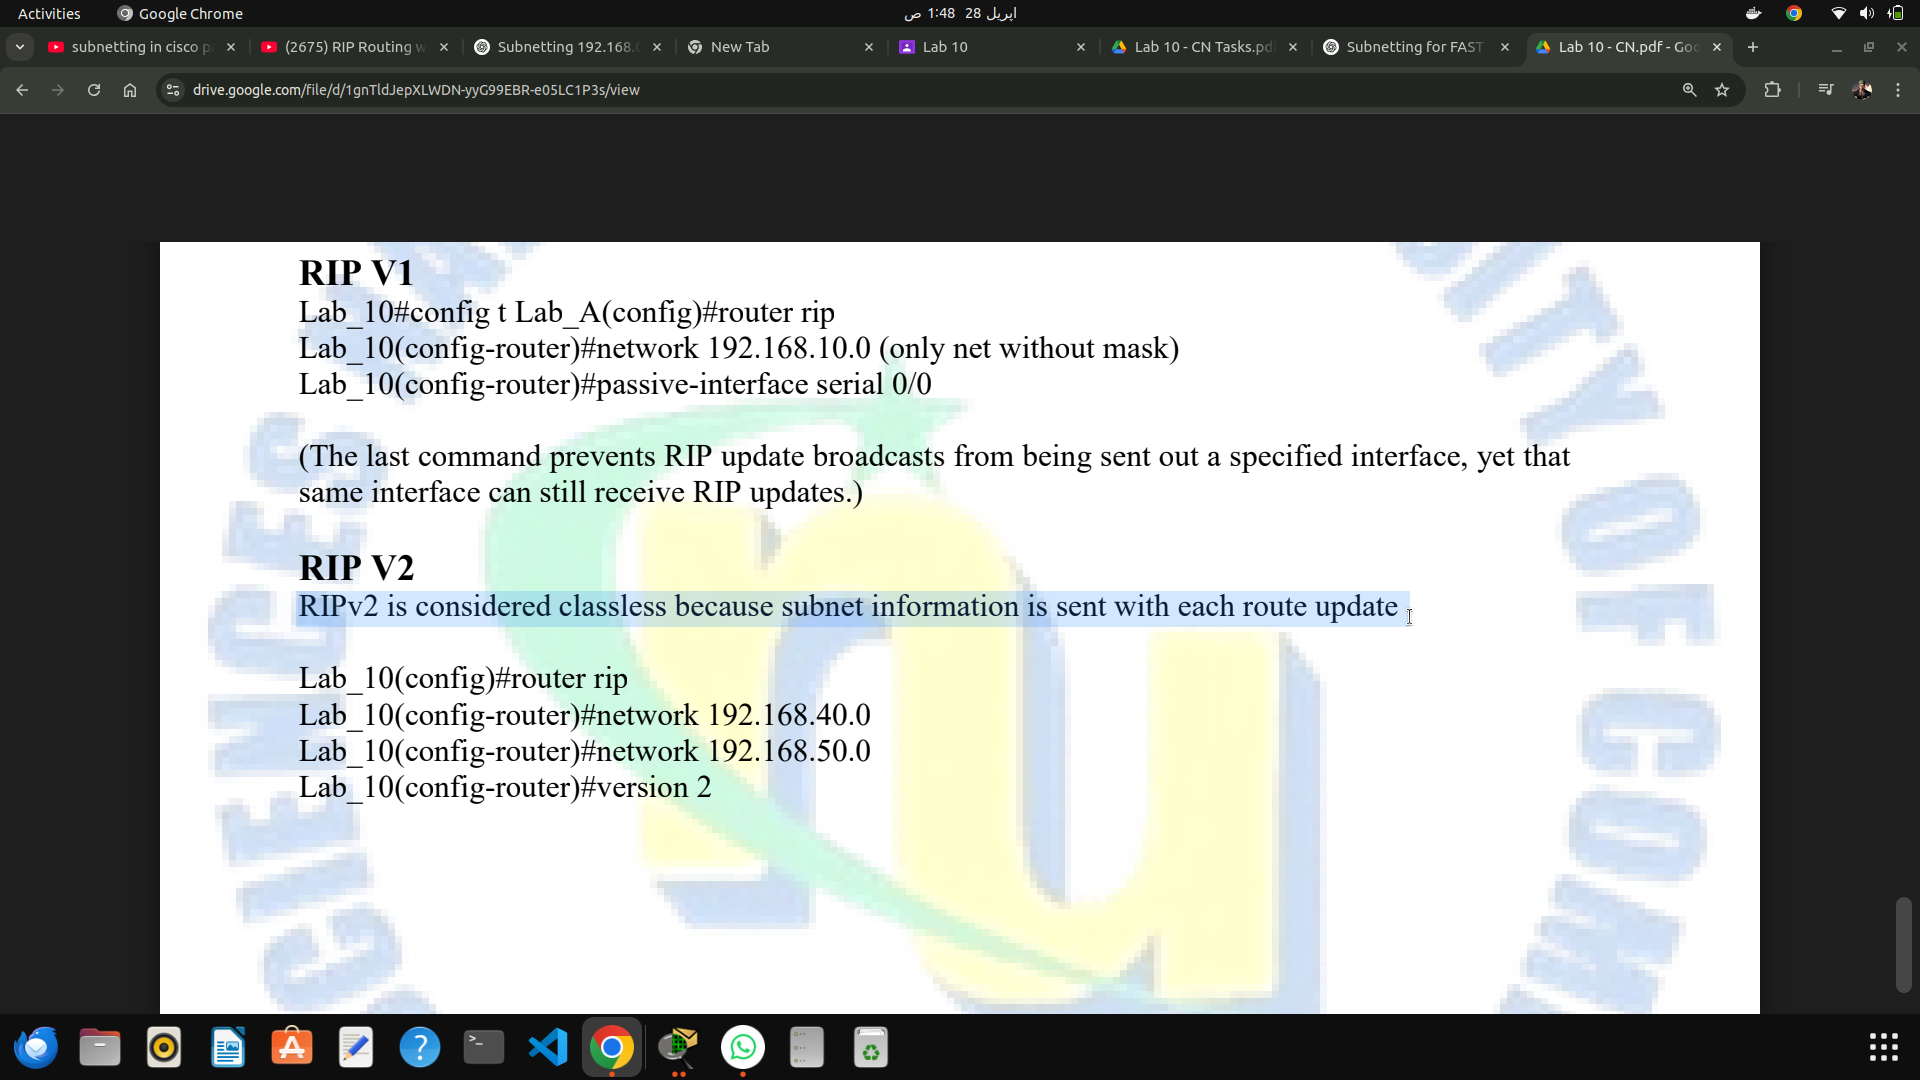 Activities
Google Chrome
اپریل 28 1:48 ص
subnetting in cisco p
(2675) RIP Routing w
Subnetting 192.168.
New Tab
Lab 10
Lab 10 - CN Tasks.pd
Subnetting for FAST
Lab 10 - CN.pdf - Goo
drive.google.com/file/d/1gnTldJepXLWDN-yyG99EBR-e05LC1P3s/view
RIP V1
Lab_10#config t Lab_A(config)#router rip
Lab_10(config-router)#network 192.168.10.0 (only net without mask)
Lab_10(config-router)#passive-interface serial 0/0
(The last command prevents RIP update broadcasts from being sent out a specified interface, yet that
same interface can still receive RIP updates.)
RIP V2
RIPv2 is considered classless because subnet information is sent with each route update
Lab_10(config)#router rip
Lab_10(config-router)#network 192.168.40.0
Lab_10(config-router)#network 192.168.50.0
Lab_10(config-router)#version 2